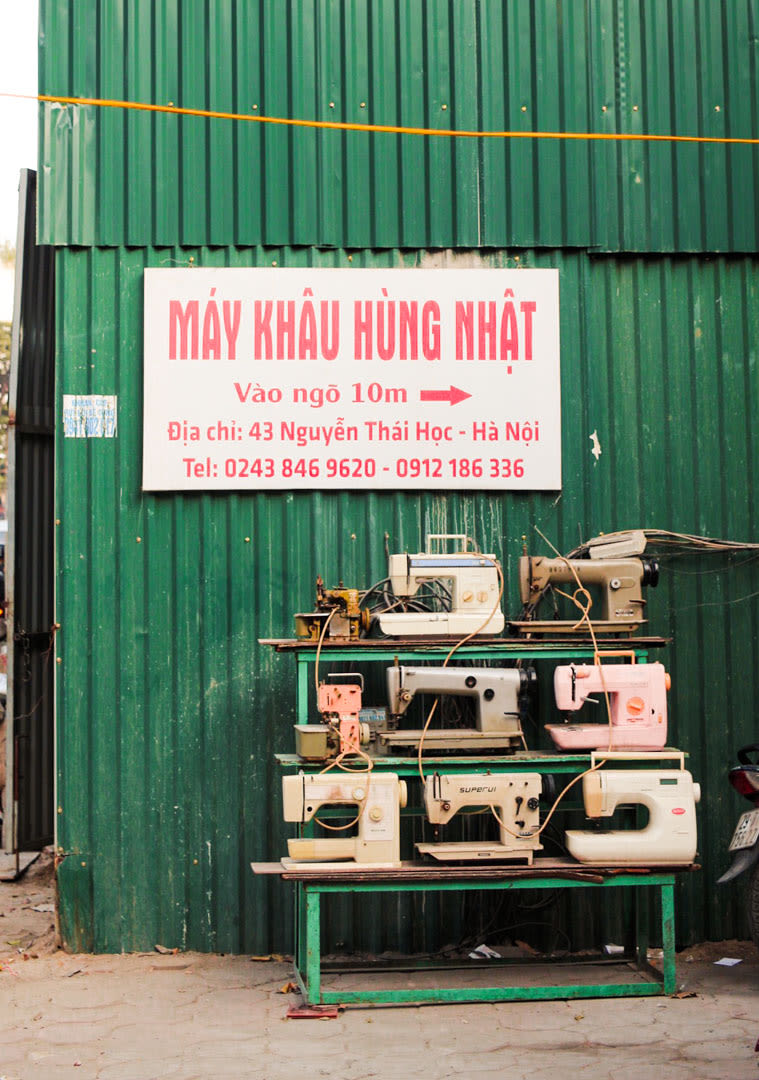 MÁY KHÂU HÙNG NHẬT
Vào ngõ 10m
Địa chỉ: 43 Nguyễn Thái Học - Hà Nội
Tel: 0243 846 9620 - 0912 186 336
SUPERUI